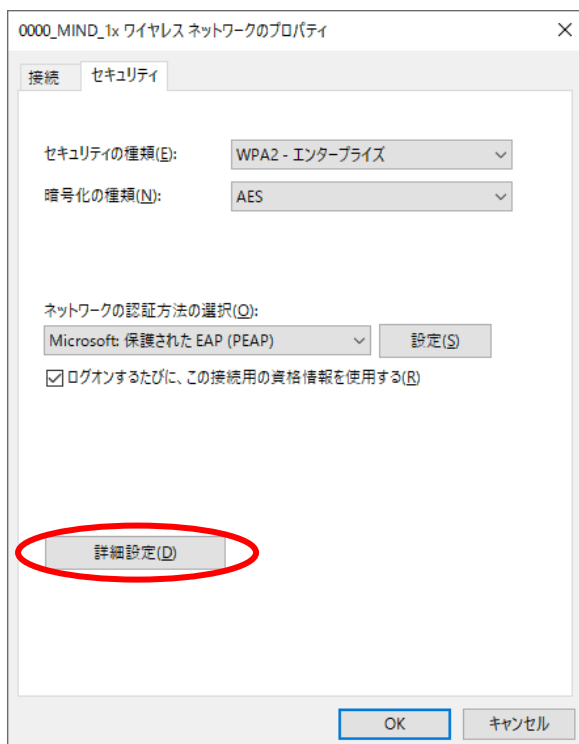 0000_MIND_1x ワイヤレス ネットワークのプロパティ
接続 セキュリティ
セキュリティの種類(E): WPA2 - エンタープライズ
暗号化の種類(N): AES
ネットワークの認証方法の選択(O):
Microsoft: 保護された EAP (PEAP) 設定(S)
ログオンするたびに、この接続用の資格情報を使用する(R)
詳細設定(D)
OK キャンセル